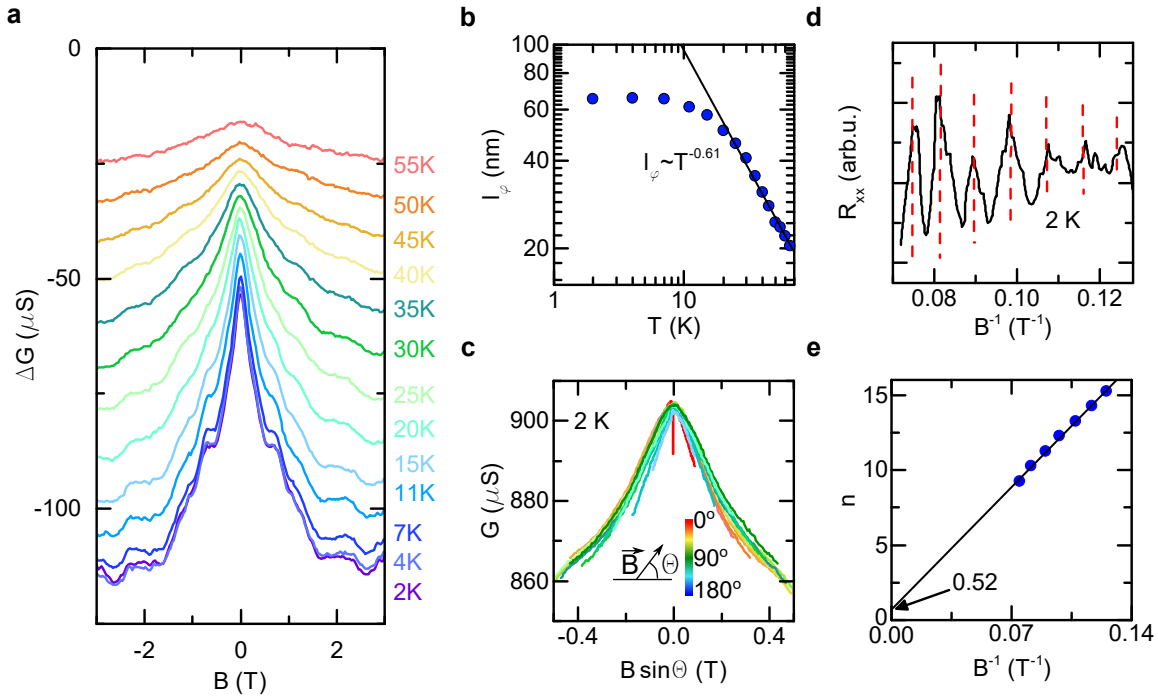 a
0
-50
-100
ΔG (μS)
-2
0
2
B (T)
55K
50K
45K
40K
35K
30K
25K
20K
15K
11K
7K
4K
2K
b
100
80
60
40
20
l_φ (nm)
l_φ~T^-0.61
1
10
T (K)
c
900
880
860
G (μS)
2 K
B⃗
Θ
0°
90°
180°
-0.4
0.0
0.4
B sinΘ (T)
d
R_xx (arb.u.)
2 K
0.08
0.10
0.12
B^-1 (T^-1)
e
15
10
5
0
n
0.52
0.00
0.07
0.14
B^-1 (T^-1)